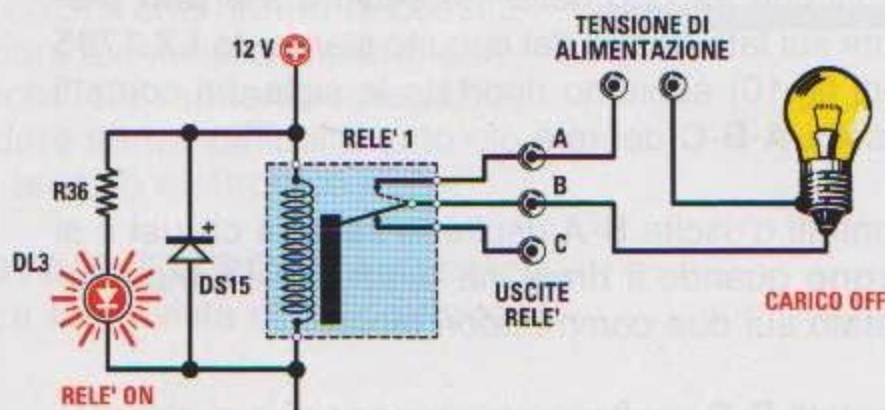 TENSIONE DI
ALIMENTAZIONE
12 V
RELE' 1
A
R36
B
DL3
DS15
C
USCITE
RELE'
CARICO OFF
RELE' ON